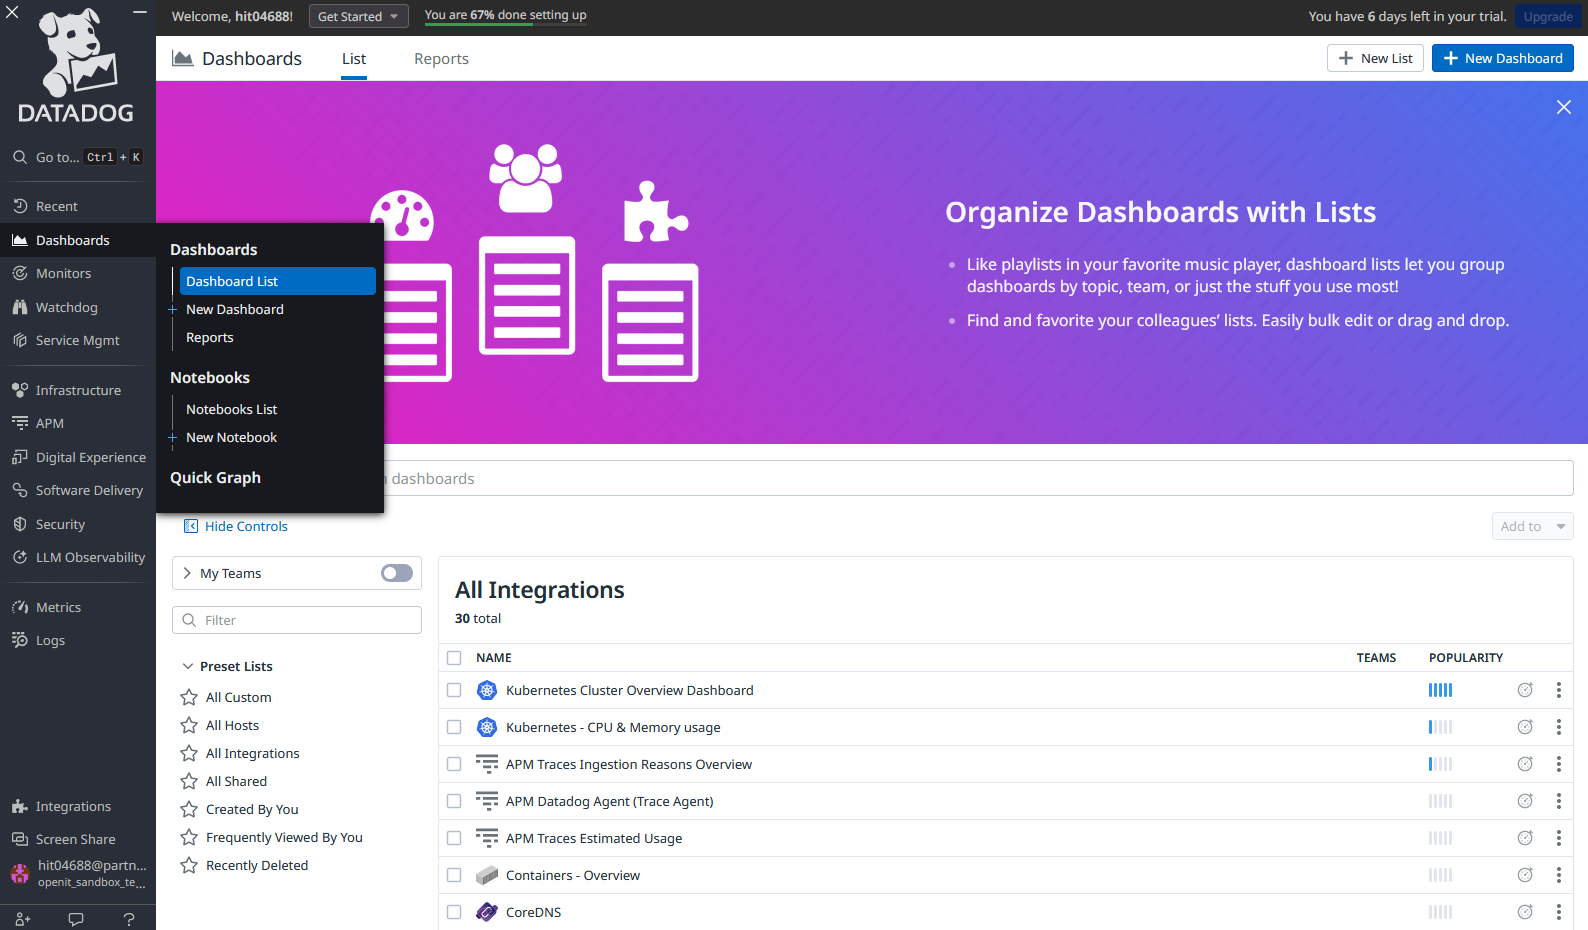 Welcome, hit04688!
Get Started
You are 67% done setting up
You have 6 days left in your trial.
Upgrade
DATADOG
Go to... Ctrl + K
Recent
Dashboards
Monitors
Watchdog
Service Mgmt
Infrastructure
APM
Digital Experience
Software Delivery
Security
LLM Observability
Metrics
Logs
Integrations
Screen Share
hit04688@partn...
openit_sandbox_te...
Dashboards
List
Reports
New List
New Dashboard
Dashboards
Dashboard List
New Dashboard
Reports
Notebooks
Notebooks List
New Notebook
Quick Graph
Organize Dashboards with Lists
Like playlists in your favorite music player, dashboard lists let you group
dashboards by topic, team, or just the stuff you use most!
Find and favorite your colleagues’ lists. Easily bulk edit or drag and drop.
dashboards
Hide Controls
Add to
My Teams
Filter
Preset Lists
All Custom
All Hosts
All Integrations
All Shared
Created By You
Frequently Viewed By You
Recently Deleted
All Integrations
30 total
NAME TEAMS POPULARITY
Kubernetes Cluster Overview Dashboard
Kubernetes - CPU & Memory usage
APM Traces Ingestion Reasons Overview
APM Datadog Agent (Trace Agent)
APM Traces Estimated Usage
Containers - Overview
CoreDNS